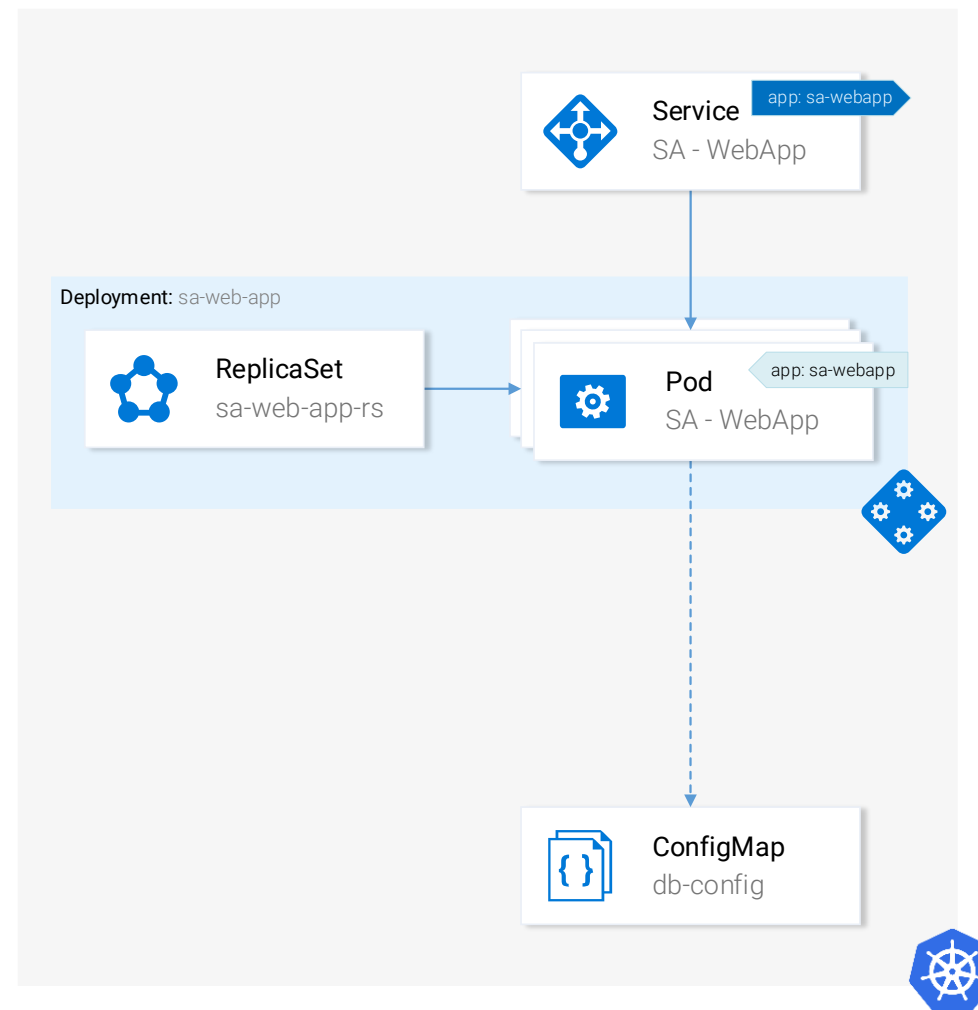 Service
app: sa-webapp
SA - WebApp
Deployment: sa-web-app
ReplicaSet
sa-web-app-rs
Pod
app: sa-webapp
SA - WebApp
{ }
ConfigMap
db-config